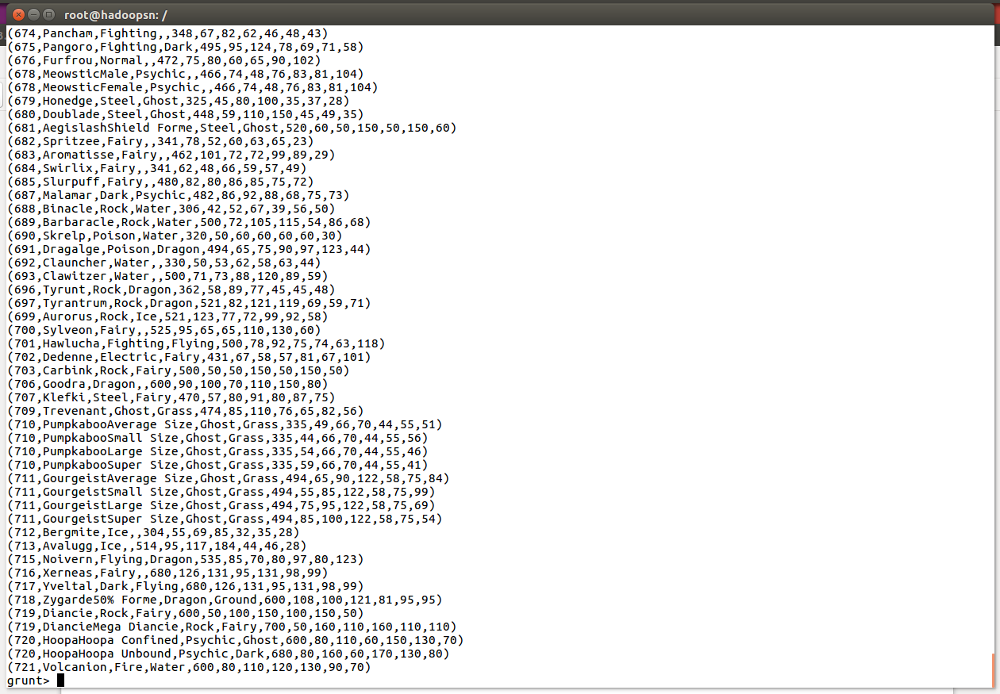 root@hadoopsn: /
(674,Pancham,Fighting,,348,67,82,62,46,48,43)
(675,Pangoro,Fighting,Dark,495,95,124,78,69,71,58)
(676,Furfrou,Normal,,472,75,80,60,65,90,102)
(678,MeowsticMale,Psychic,,466,74,48,76,83,81,104)
(678,MeowsticFemale,Psychic,,466,74,48,76,83,81,104)
(679,Honedge,Steel,Ghost,325,45,80,100,35,37,28)
(680,Doublade,Steel,Ghost,448,59,110,150,45,49,35)
(681,AegislashShield Forme,Steel,Ghost,520,60,50,150,50,150,60)
(682,Spritzee,Fairy,,341,78,52,60,63,65,23)
(683,Aromatisse,Fairy,,462,101,72,72,99,89,29)
(684,Swirlix,Fairy,,341,62,48,66,59,57,49)
(685,Slurpuff,Fairy,,480,82,80,86,85,75,72)
(687,Malamar,Dark,Psychic,482,86,92,88,68,75,73)
(688,Binacle,Rock,Water,306,42,52,67,39,56,50)
(689,Barbaracle,Rock,Water,500,72,105,115,54,86,68)
(690,Skrelp,Poison,Water,320,50,60,60,60,60,30)
(691,Dragalge,Poison,Dragon,494,65,75,90,97,123,44)
(692,Clauncher,Water,,330,50,53,62,58,63,44)
(693,Clawitzer,Water,,500,71,73,88,120,89,59)
(696,Tyrunt,Rock,Dragon,362,58,89,77,45,45,48)
(697,Tyrantrum,Rock,Dragon,521,82,121,119,69,59,71)
(699,Aurorus,Rock,Ice,521,123,77,72,99,92,58)
(700,Sylveon,Fairy,,525,95,65,65,110,130,60)
(701,Hawlucha,Fighting,Flying,500,78,92,75,74,63,118)
(702,Dedenne,Electric,Fairy,431,67,58,57,81,67,101)
(703,Carbink,Rock,Fairy,500,50,50,150,50,150,50)
(706,Goodra,Dragon,,600,90,100,70,110,150,80)
(707,Klefki,Steel,Fairy,470,57,80,91,80,87,75)
(709,Trevenant,Ghost,Grass,474,85,110,76,65,82,56)
(710,PumpkabooAverage Size,Ghost,Grass,335,49,66,70,44,55,51)
(710,PumpkabooSmall Size,Ghost,Grass,335,44,66,70,44,55,56)
(710,PumpkabooLarge Size,Ghost,Grass,335,54,66,70,44,55,46)
(710,PumpkabooSuper Size,Ghost,Grass,335,59,66,70,44,55,41)
(711,GourgeistAverage Size,Ghost,Grass,494,65,90,122,58,75,84)
(711,GourgeistSmall Size,Ghost,Grass,494,55,85,122,58,75,99)
(711,GourgeistLarge Size,Ghost,Grass,494,75,95,122,58,75,69)
(711,GourgeistSuper Size,Ghost,Grass,494,85,100,122,58,75,54)
(712,Bergmite,Ice,,304,55,69,85,32,35,28)
(713,Avalugg,Ice,,514,95,117,184,44,46,28)
(715,Noivern,Flying,Dragon,535,85,70,80,97,80,123)
(716,Xerneas,Fairy,,680,126,131,95,131,98,99)
(717,Yveltal,Dark,Flying,680,126,131,95,131,98,99)
(718,Zygarde50% Forme,Dragon,Ground,600,108,100,121,81,95,95)
(719,Diancie,Rock,Fairy,600,50,100,150,100,150,50)
(719,DiancieMega Diancie,Rock,Fairy,700,50,160,110,160,110,110)
(720,HoopaHoopa Confined,Psychic,Ghost,600,80,110,60,150,130,70)
(720,HoopaHoopa Unbound,Psychic,Dark,680,80,160,60,170,130,80)
(721,Volcanion,Fire,Water,600,80,110,120,130,90,70)
grunt>